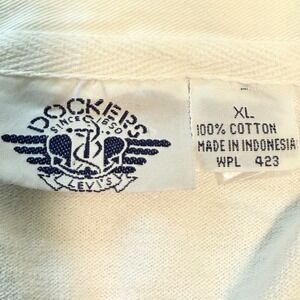 DOCKERS
SINCE 1850
LEVI'S
XL
100% COTTON
MADE IN INDONESIA
WPL 423